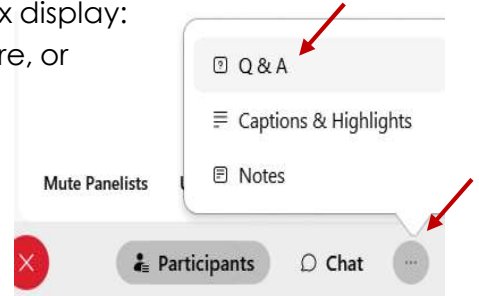 x display:
re, or
Q & A
Captions & Highlights
Notes
Mute Panelists
Participants Chat